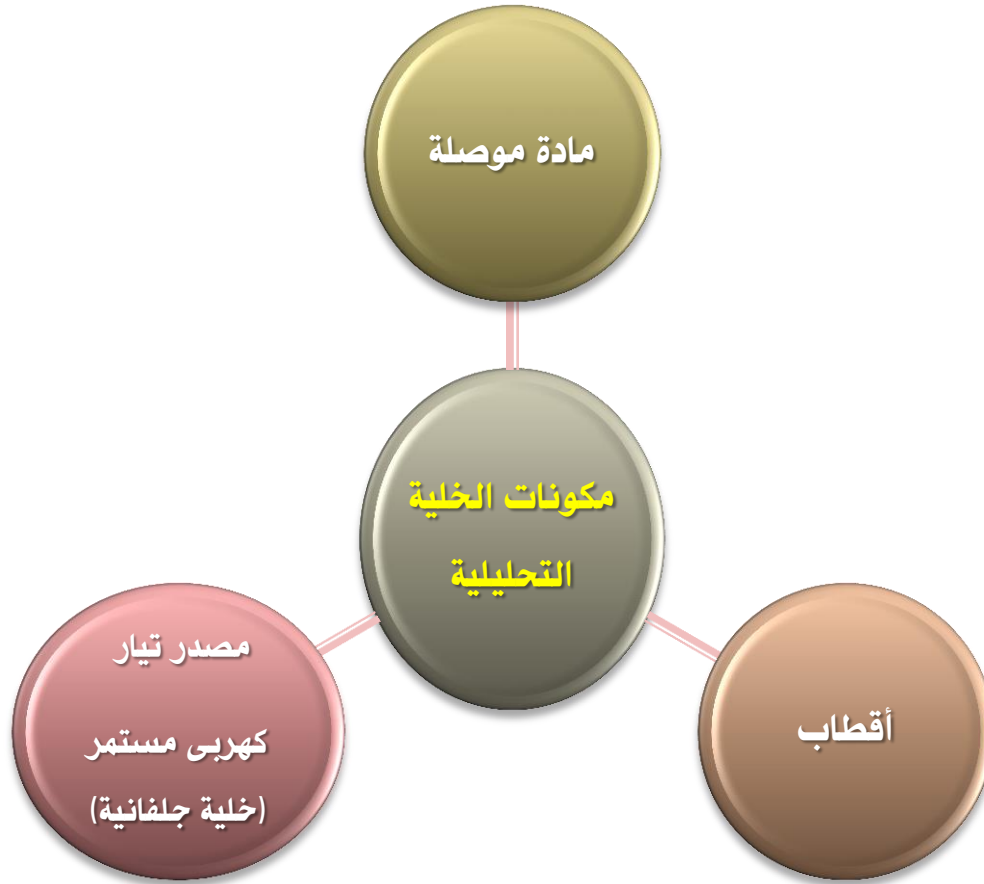 مادة موصلة
مكونات الخلية
التحليلية
أقطاب
مصدر تيار
كهربى مستمر
(خلية جلفانية)